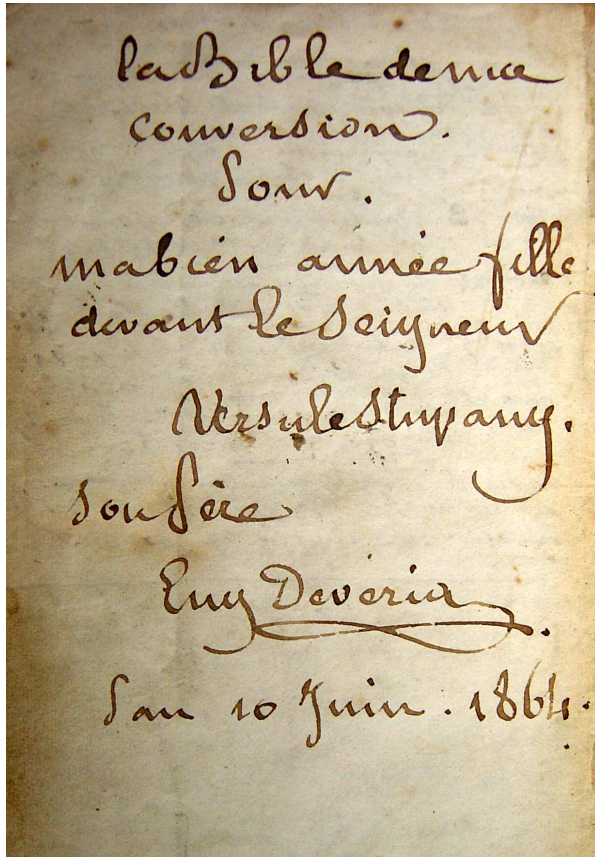 la Bible de ma
conversion.
Pour.
ma bien aimée fille
devant le Seigneur
Ursule Stupany.
son Père
Eug Devéria.
Pau 10 Juin. 1864.